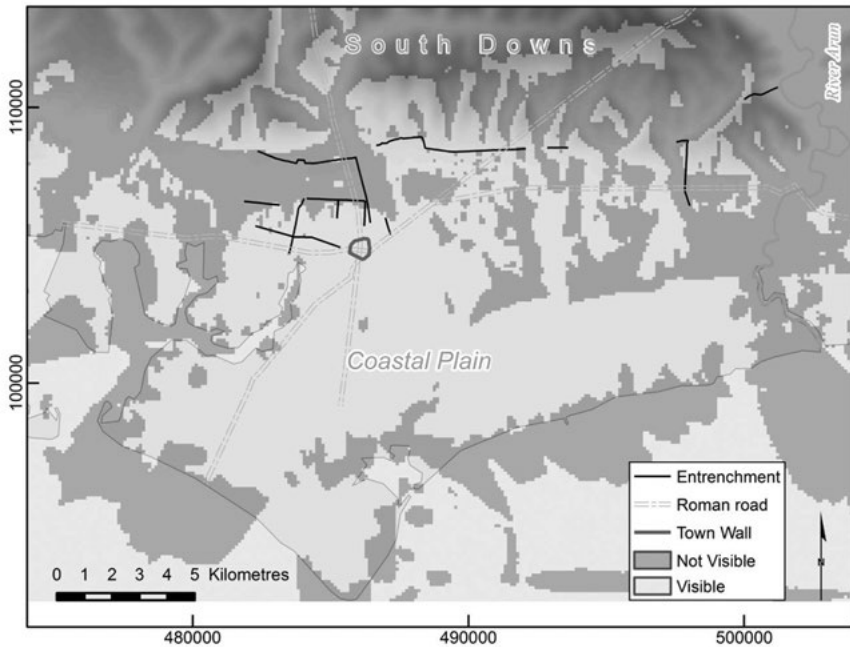 South Downs
River Arun
110000
100000
Coastal Plain
Entrenchment
Roman road
Town Wall
Not Visible
Visible
N
0 1 2 3 4 5 Kilometres
480000
490000
500000